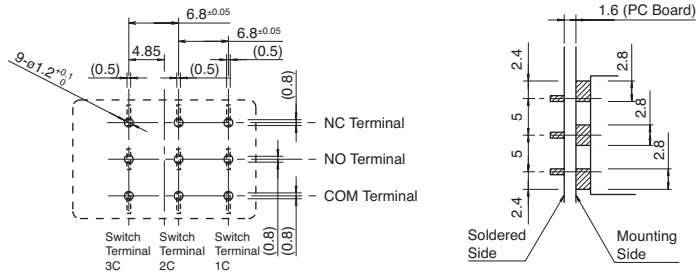 6.8±0.05
6.8±0.05
4.85
(0.5)
(0.5)
(0.5)
9-ø1.2 +0.1 0
(0.8)
NC Terminal
NO Terminal
COM Terminal
(0.8)
(0.8)
Switch Terminal 3C
Switch Terminal 2C
Switch Terminal 1C
1.6 (PC Board)
2.4
5
5
2.4
2.8
2.8
2.8
Soldered Side
Mounting Side